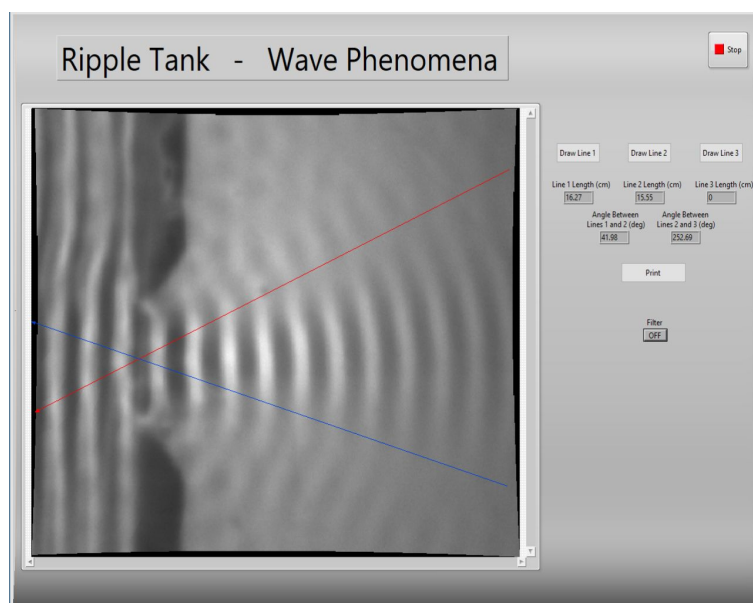 Ripple Tank - Wave Phenomena
Stop
Draw Line 1
Draw Line 2
Draw Line 3
Line 1 Length (cm)
Line 2 Length (cm)
Line 3 Length (cm)
16.27
15.55
0
Angle Between
Lines 1 and 2 (deg)
Angle Between
Lines 2 and 3 (deg)
41.98
252.69
Print
Filter
OFF